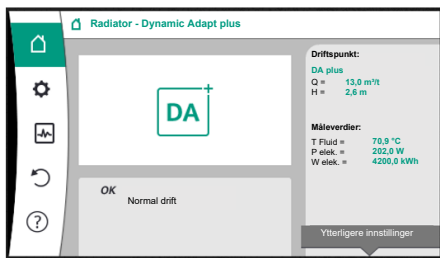 Radiator - Dynamic Adapt plus
DA+
OK
Normal drift
Driftspunkt:
DA plus
Q = 13,0 m³/t
H = 2,6 m
Måleverdier:
T Fluid = 70,9 °C
P elek. = 202,0 W
W elek. = 4200,0 kWh
Ytterligere innstillinger
?